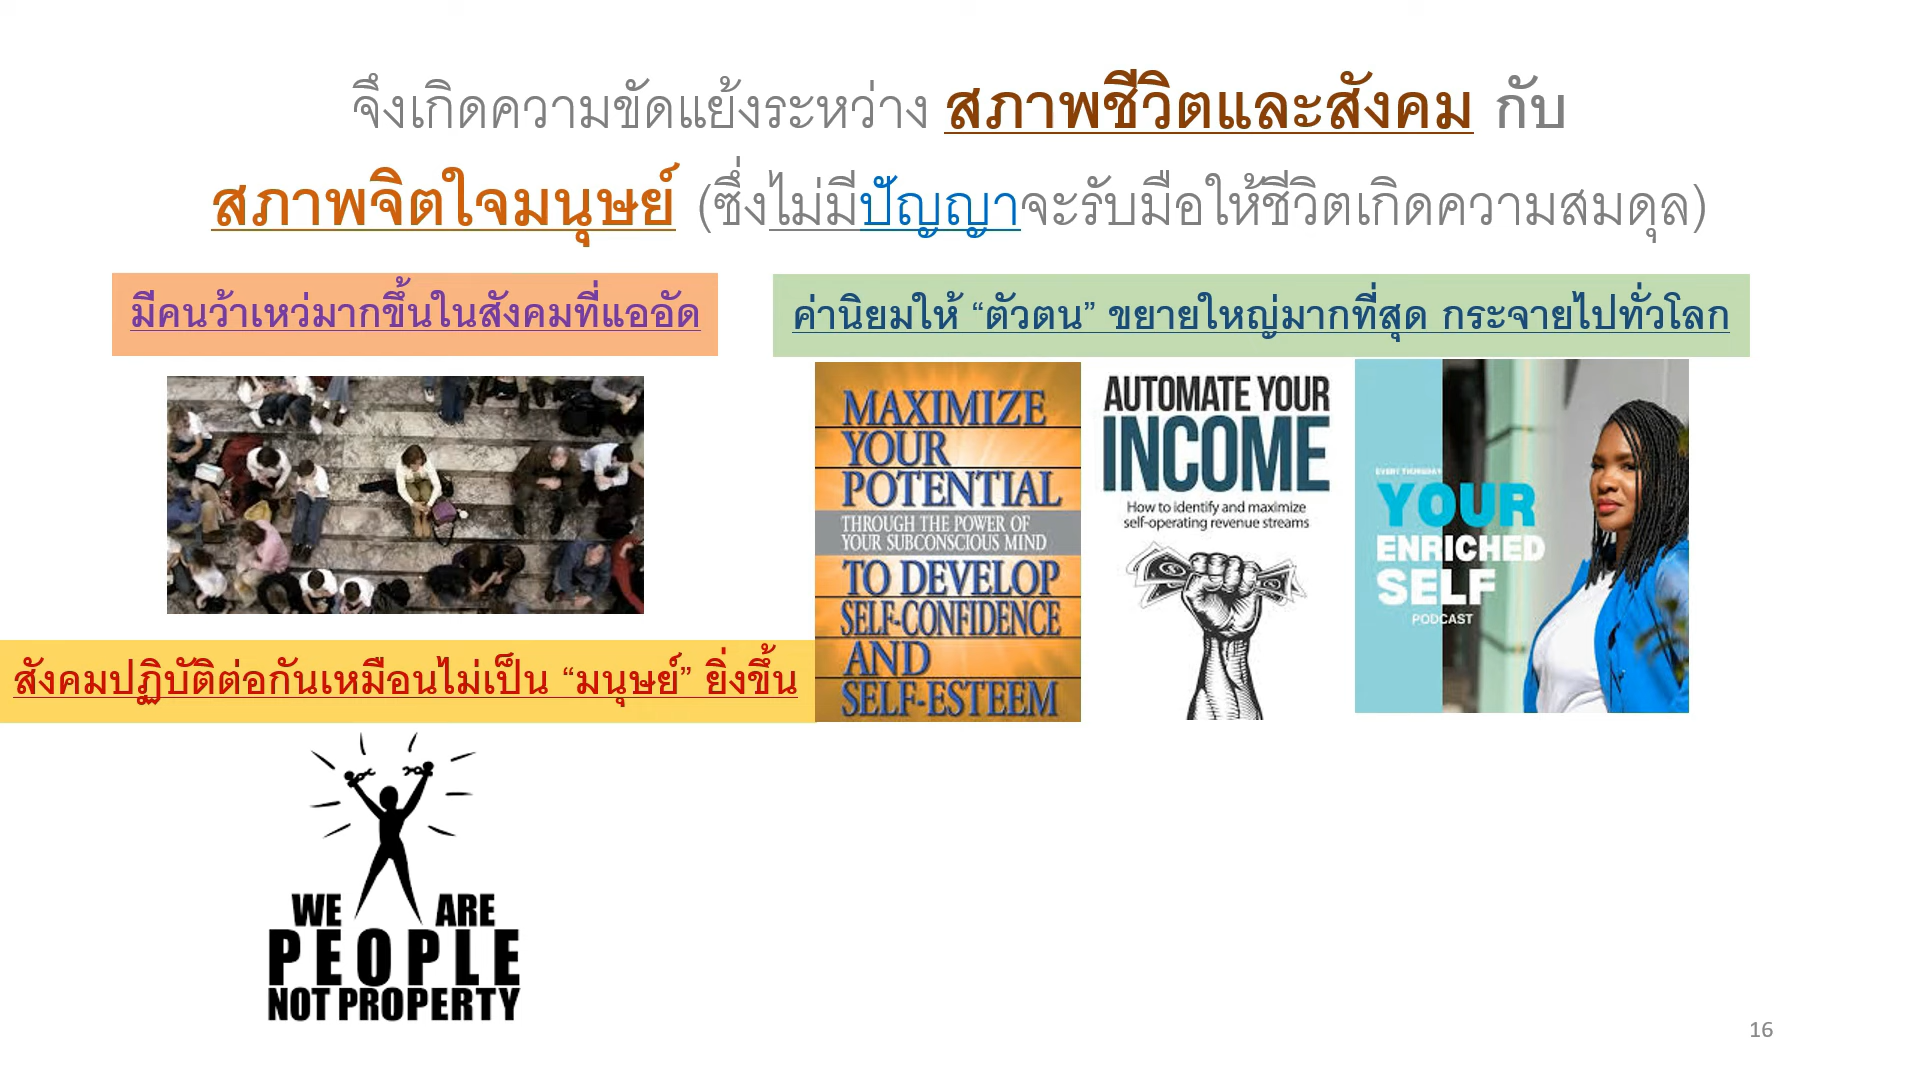 จึงเกิดความขัดแย้งระหว่าง สภาพชีวิตและสังคม กับ
สภาพจิตใจมนุษย์ (ซึ่งไม่มีปัญญาจะรับมือให้ชีวิตเกิดความสมดุล)
มีคนว้าเหว่มากขึ้นในสังคมที่แออัด
ค่านิยมให้ “ตัวตน” ขยายใหญ่มากที่สุด กระจายไปทั่วโลก
MAXIMIZE
YOUR
POTENTIAL
THROUGH THE POWER OF
YOUR SUBCONSCIOUS MIND
TO DEVELOP
SELF-CONFIDENCE
AND
SELF-ESTEEM
AUTOMATE YOUR
INCOME
How to identify and maximize
self-operating revenue streams
EVERY THURSDAY
YOUR
ENRICHED
SELF
PODCAST
สังคมปฏิบัติต่อกันเหมือนไม่เป็น “มนุษย์” ยิ่งขึ้น
WE ARE
PEOPLE
NOT PROPERTY
16